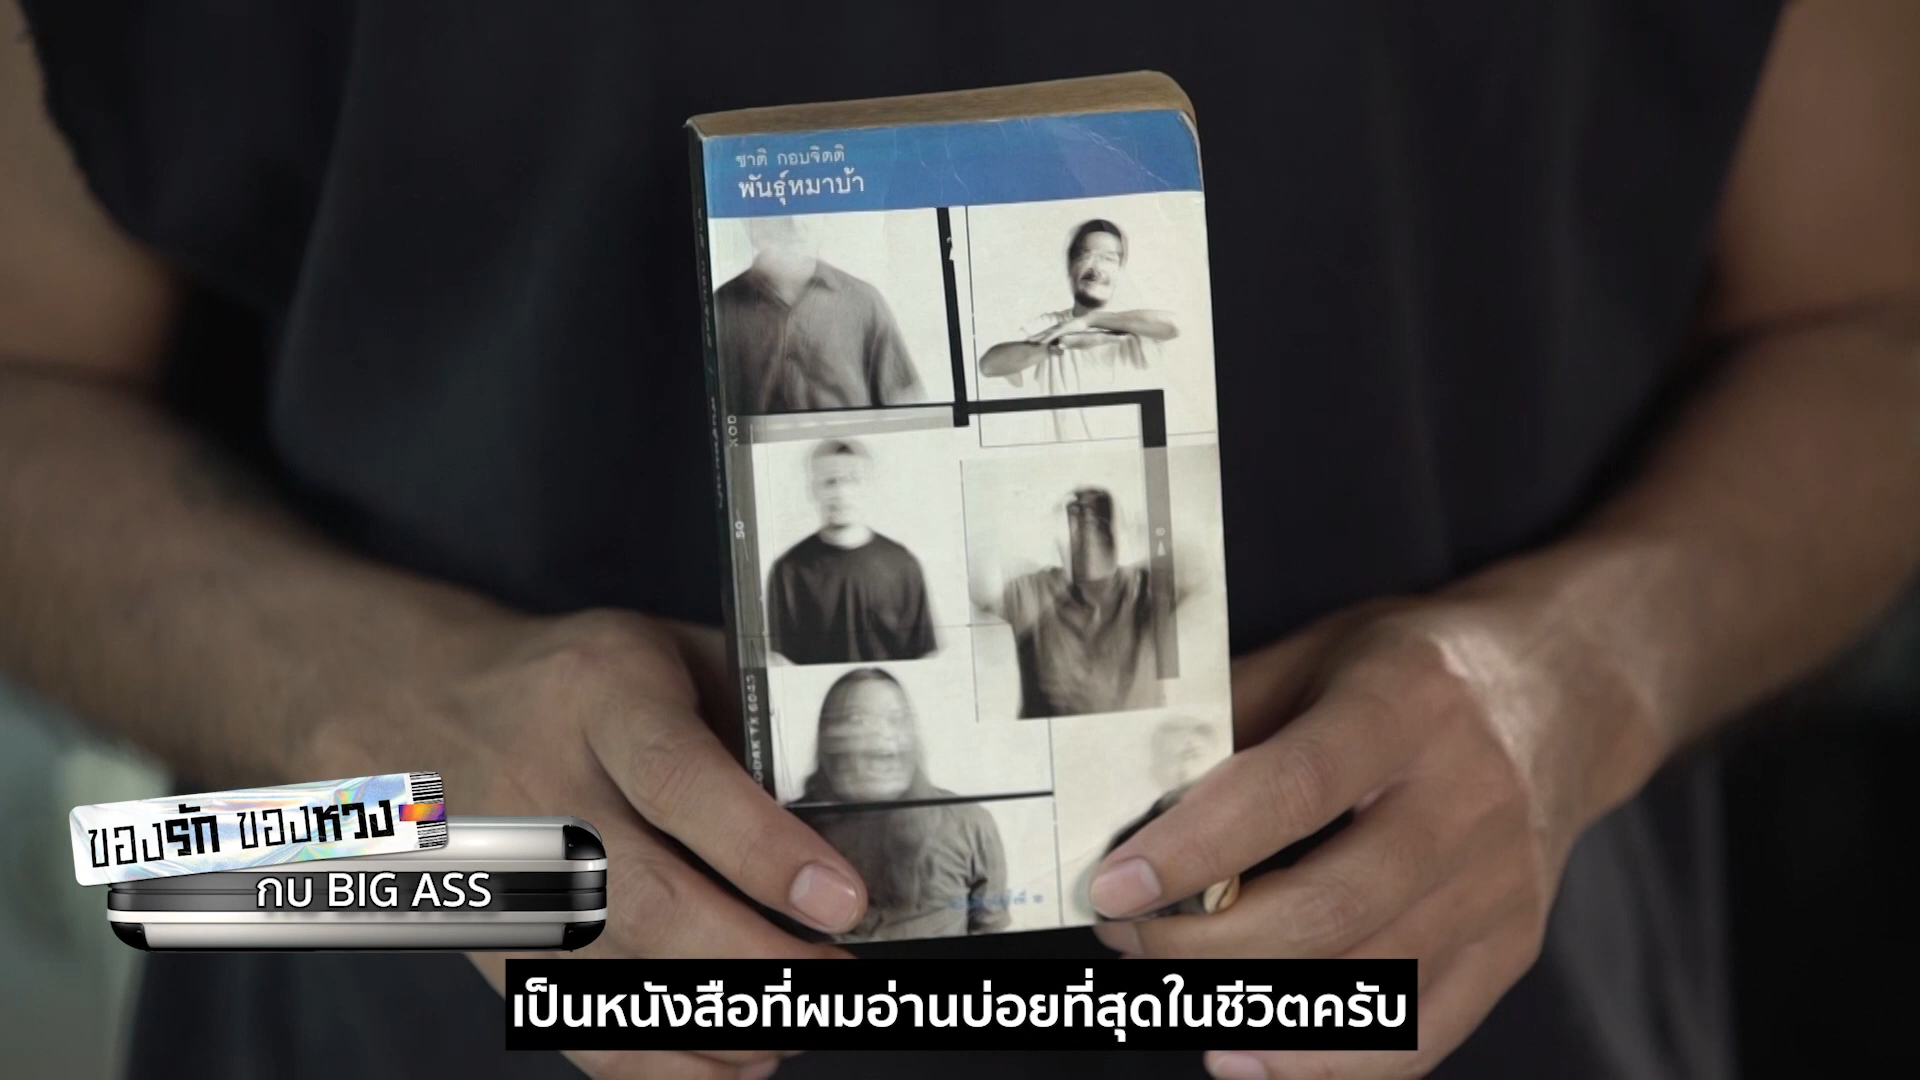 ชาติ กอบจิตติ
พันธุ์หมาบ้า
ของรัก ของหวง
กบ BIG ASS
เป็นหนังสือที่ผมอ่านบ่อยที่สุดในชีวิตครับ